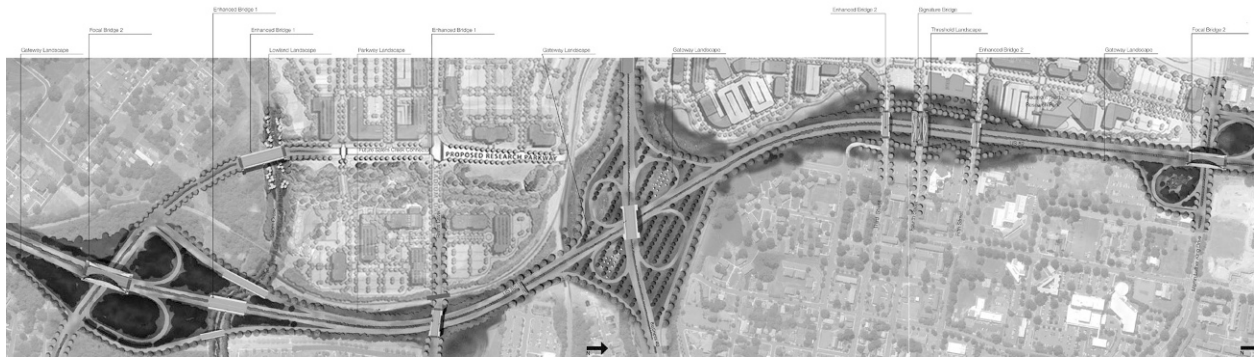 Enhanced Bridge 1
Enhanced Bridge 2
Signature Bridge
Focal Bridge 2
Enhanced Bridge 1
Enhanced Bridge 1
Threshold Landscape
Focal Bridge 2
Gateway Landscape
Lowland Landscape
Parkway Landscape
Gateway Landscape
Gateway Landscape
Enhanced Bridge 2
Gateway Landscape
PROPOSED RESEARCH PARKWAY